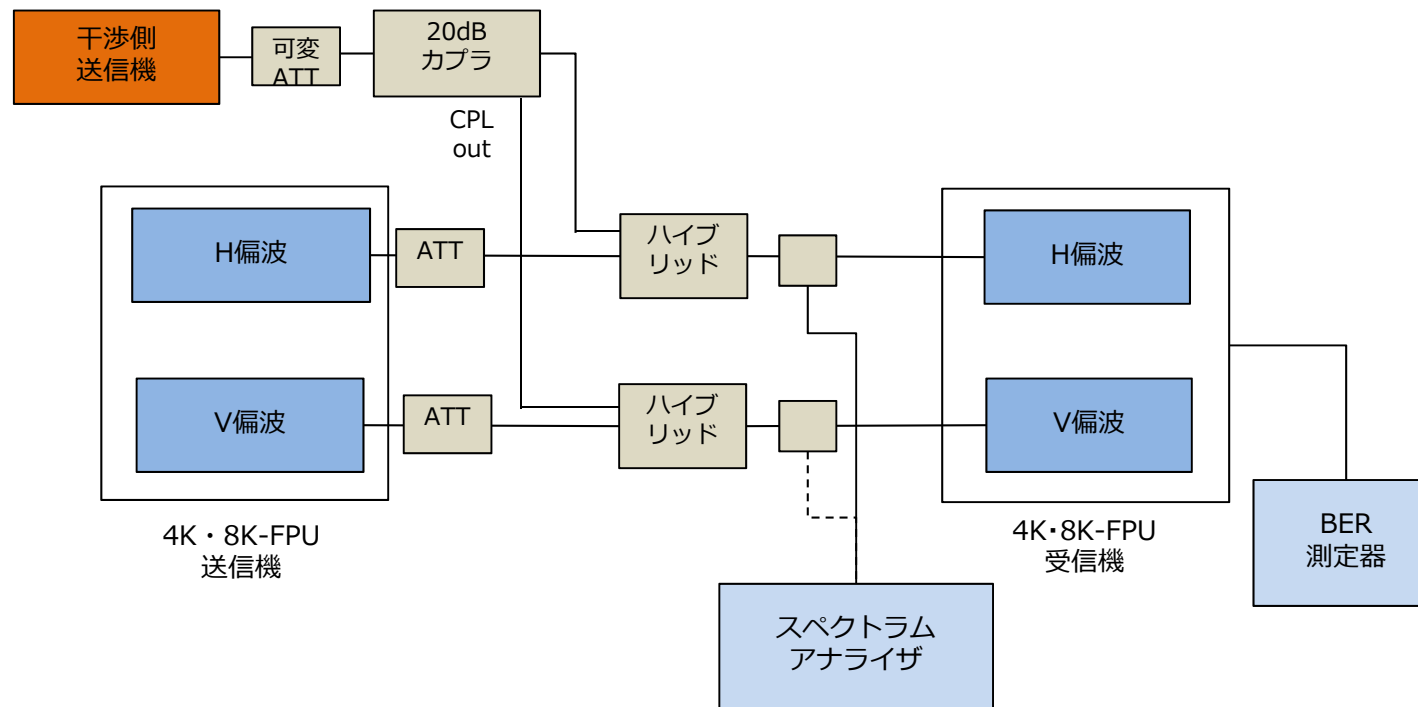 干渉側
送信機
可変
ATT
20dB
カプラ
CPL
out
H偏波
ATT
ハイブ
リッド
H偏波
V偏波
ATT
ハイブ
リッド
V偏波
4K・8K-FPU
送信機
4K・8K-FPU
受信機
BER
測定器
スペクトラム
アナライザ